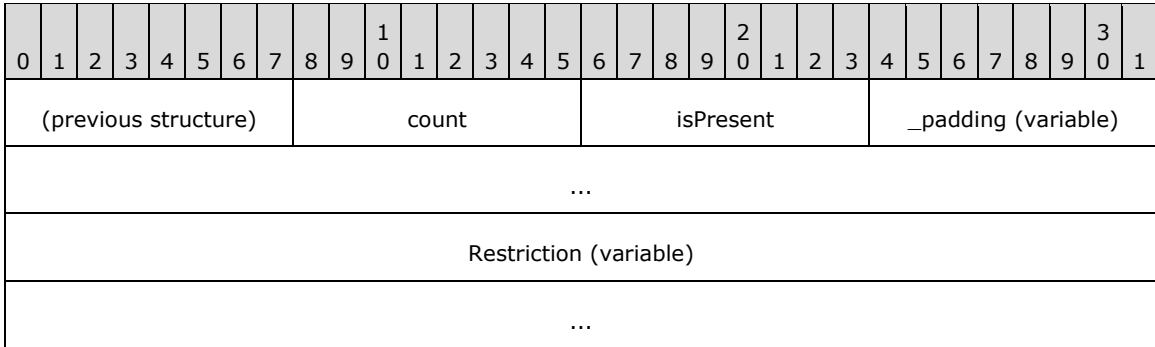 1 2 3
0 1 2 3 4 5 6 7 8 9 0 1 2 3 4 5 6 7 8 9 0 1 2 3 4 5 6 7 8 9 0 1
(previous structure) count isPresent _padding (variable)
...
Restriction (variable)
...